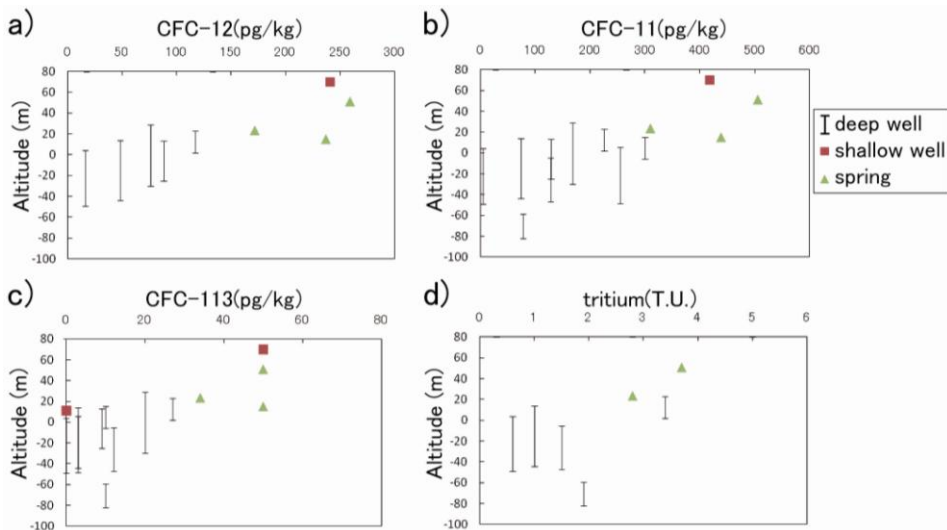 a) CFC-12(pg/kg)
0 50 100 150 200 250 300
80
60
40
20
0
-20
-40
-60
-80
-100
Altitude (m)
b) CFC-11(pg/kg)
0 100 200 300 400 500 600
80
60
40
20
0
-20
-40
-60
-80
-100
Altitude (m)
deep well
shallow well
spring
c) CFC-113(pg/kg)
0 20 40 60 80
80
60
40
20
0
-20
-40
-60
-80
-100
Altitude (m)
d) tritium(T.U.)
0 1 2 3 4 5 6
80
60
40
20
0
-20
-40
-60
-80
-100
Altitude (m)